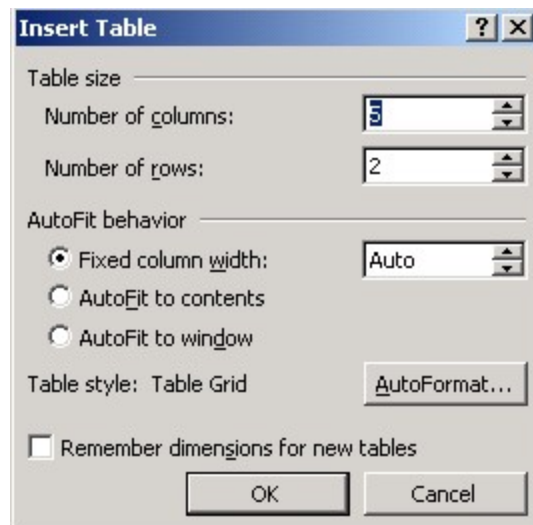 Insert Table ? X
Table size
Number of columns: 5
Number of rows: 2
AutoFit behavior
Fixed column width: Auto
AutoFit to contents
AutoFit to window
Table style: Table Grid AutoFormat...
Remember dimensions for new tables
OK Cancel